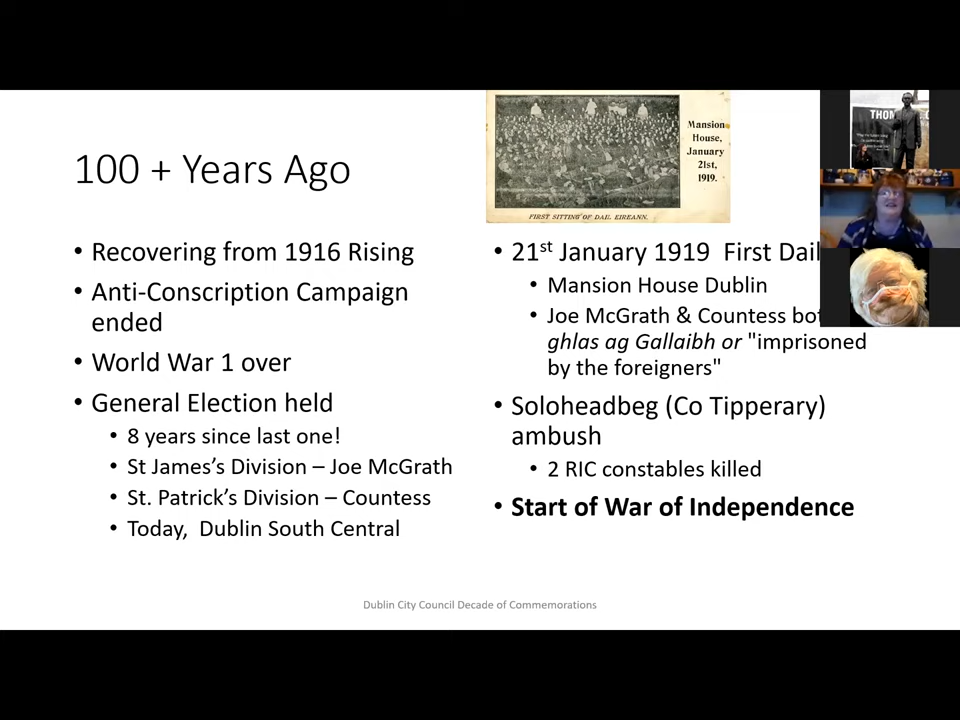 100 + Years Ago
• Recovering from 1916 Rising
• Anti-Conscription Campaign
ended
• World War 1 over
• General Election held
• 8 years since last one!
• St James's Division – Joe McGrath
• St. Patrick's Division – Countess
• Today, Dublin South Central
Mansion
House,
January
21st,
1919.
FIRST SITTING OF DAIL EIREANN.
• 21st January 1919 First Dail
• Mansion House Dublin
• Joe McGrath & Countess
ghlas ag Gallaibh or "imprisoned
by the foreigners"
• Soloheadbeg (Co Tipperary)
ambush
• 2 RIC constables killed
• Start of War of Independence
Dublin City Council Decade of Commemorations